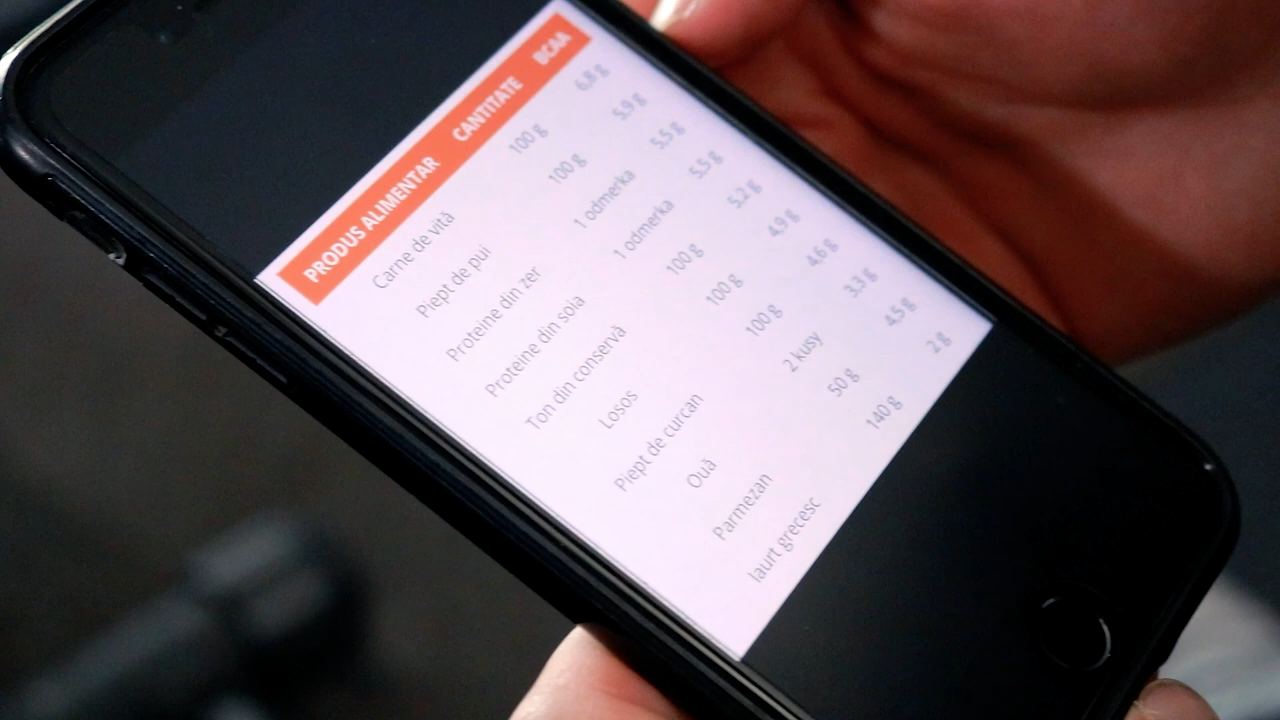 PRODUS ALIMENTAR CANTITATE BCAA
Carne de vită 100 g 6,8 g
Piept de pui 100 g 5,9 g
Proteine din zer 1 odmerka 5,5 g
Proteine din soia 1 odmerka 5,5 g
Ton din conservă 100 g 5,2 g
Losos 100 g 4,9 g
Piept de curcan 100 g 4,6 g
Ouă 2 kusy 3,3 g
Parmezan 50 g 4,5 g
Iaurt grecesc 140 g 2 g